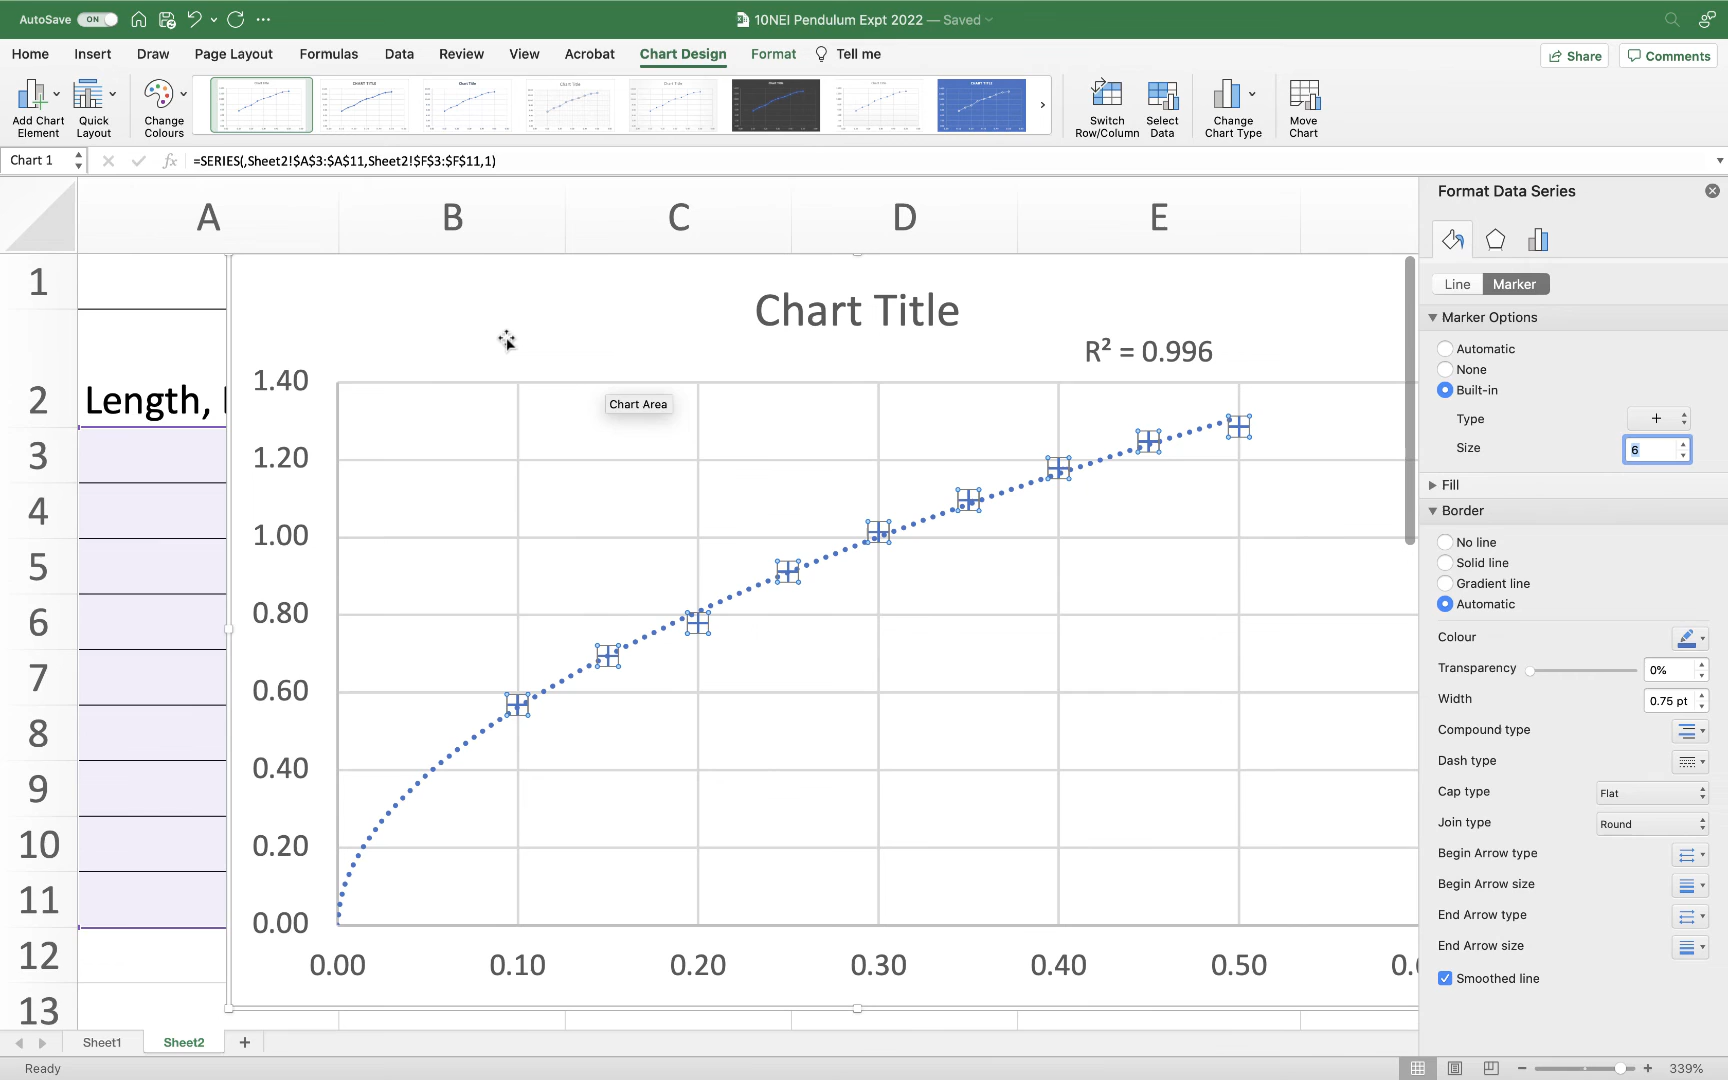 AutoSave ON
10NEI Pendulum Expt 2022 — Saved
Home Insert Draw Page Layout Formulas Data Review View Acrobat Chart Design Format Tell me
Share Comments
Add Chart Element
Quick Layout
Change Colours
Switch Row/Column
Select Data
Change Chart Type
Move Chart
Chart 1
fx
=SERIES(,Sheet2!$A$3:$A$11,Sheet2!$F$3:$F$11,1)
A B C D E
1
2
3
4
5
6
7
8
9
10
11
12
13
Length,
Chart Title
R² = 0.996
Chart Area
1.40
1.20
1.00
0.80
0.60
0.40
0.20
0.00
0.00 0.10 0.20 0.30 0.40 0.50
Format Data Series
Line Marker
Marker Options
Automatic
None
Built-in
Type +
Size 6
Fill
Border
No line
Solid line
Gradient line
Automatic
Colour
Transparency 0%
Width 0.75 pt
Compound type
Dash type
Cap type Flat
Join type Round
Begin Arrow type
Begin Arrow size
End Arrow type
End Arrow size
Smoothed line
Sheet1 Sheet2 +
Ready
339%